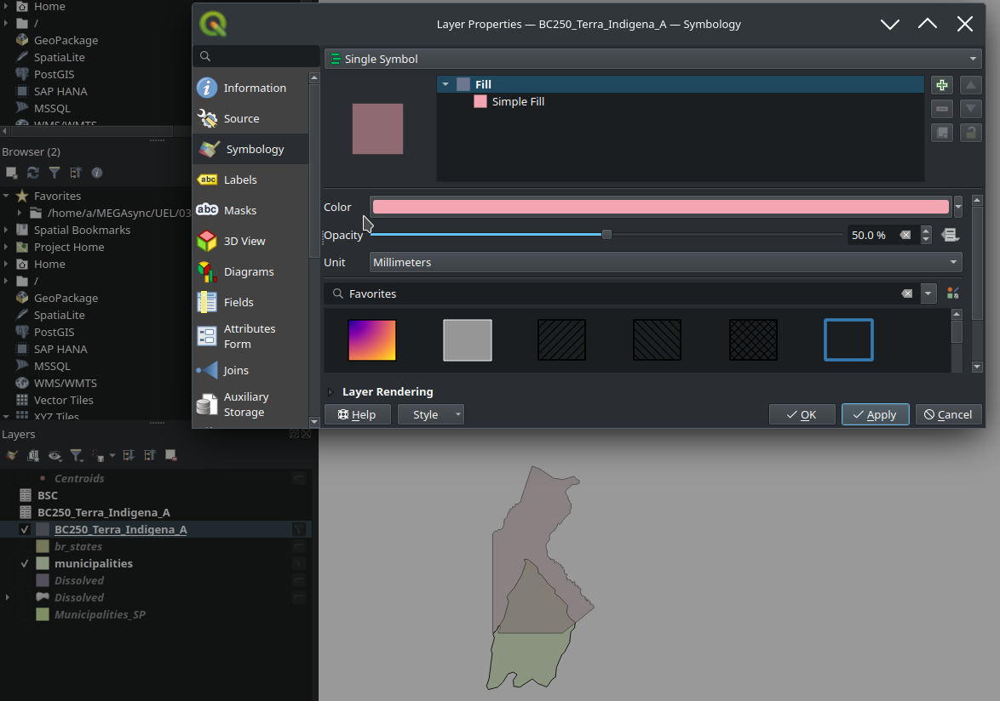 Home
/
GeoPackage
SpatiaLite
PostGIS
SAP HANA
MSSQL
WMS/WMTS
Browser (2)
Favorites
/home/a/MEGAsync/UEL/03
Spatial Bookmarks
Project Home
Home
/
GeoPackage
SpatiaLite
PostGIS
SAP HANA
MSSQL
WMS/WMTS
Vector Tiles
XYZ Tiles
Layers
Centroids
BSC
BC250_Terra_Indigena_A
BC250_Terra_Indigena_A
br_states
municipalities
Dissolved
Dissolved
Municipalities_SP
Layer Properties — BC250_Terra_Indigena_A — Symbology
Information
Source
Symbology
abc Labels
abc Masks
3D View
Diagrams
Fields
Attributes
Form
Joins
Auxiliary
Storage
Single Symbol
Fill
Simple Fill
Color
Opacity 50.0 %
Unit Millimeters
Favorites
Layer Rendering
Help Style OK Apply Cancel